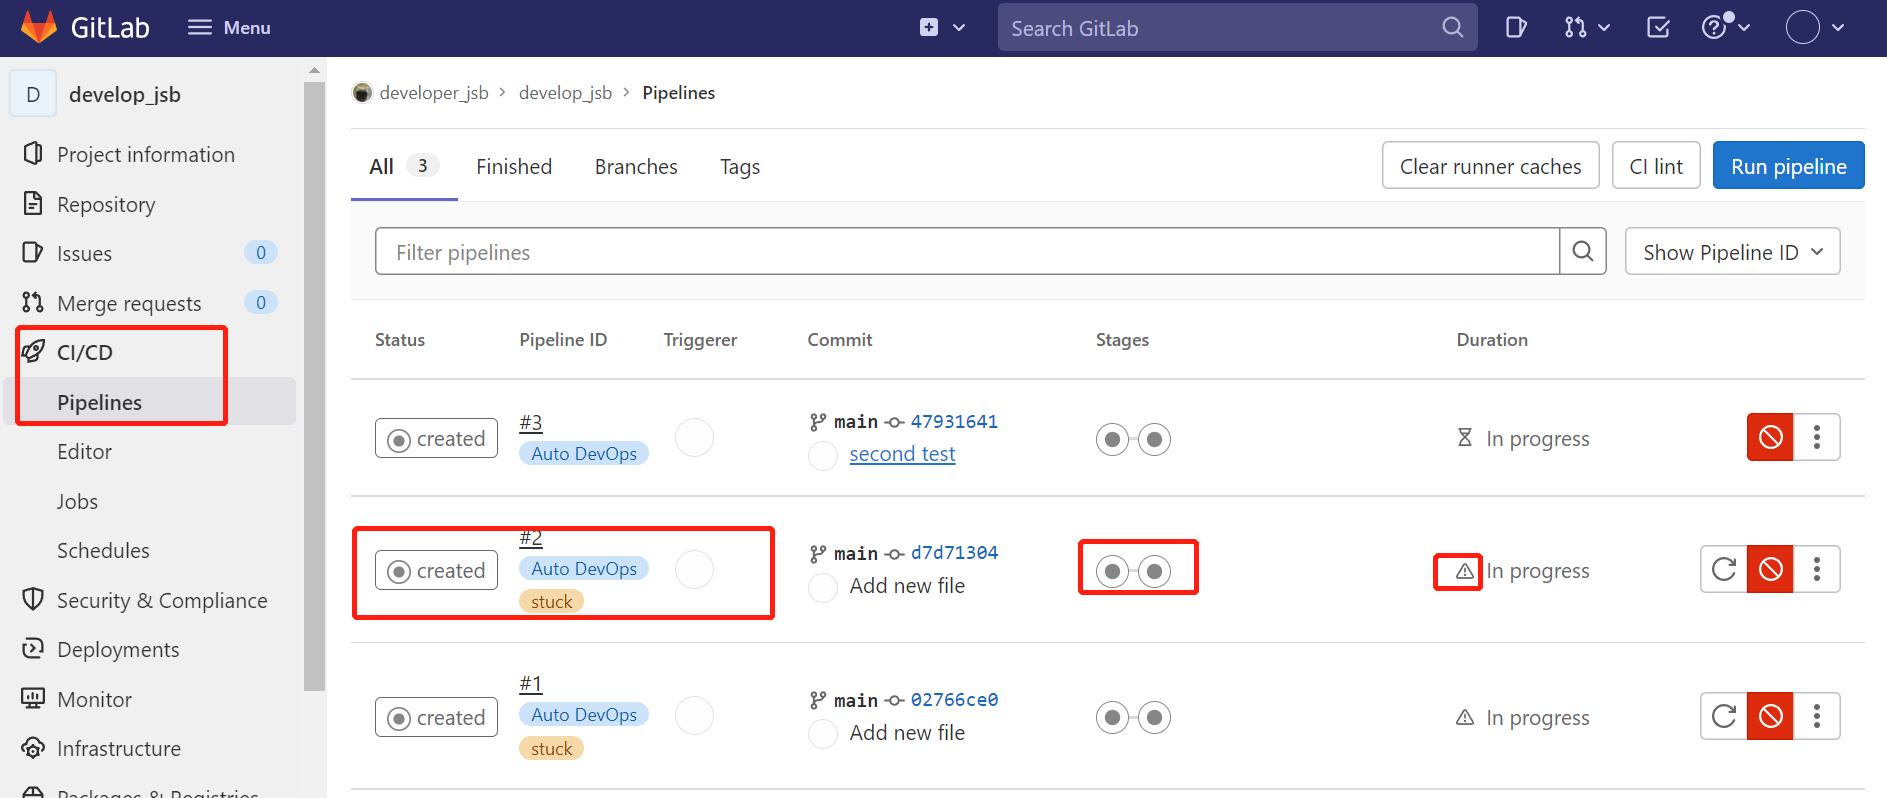 GitLab
Menu
Search GitLab
D
develop_jsb
Project information
Repository
Issues 0
Merge requests 0
CI/CD
Pipelines
Editor
Jobs
Schedules
Security & Compliance
Deployments
Monitor
Infrastructure
Packages & Registries
developer_jsb > develop_jsb > Pipelines
All 3 Finished Branches Tags
Clear runner caches CI lint Run pipeline
Filter pipelines
Show Pipeline ID
Status Pipeline ID Triggerer Commit Stages Duration
created
#3
Auto DevOps
main 47931641
second test
In progress
created
#2
Auto DevOps
stuck
main d7d71304
Add new file
In progress
created
#1
Auto DevOps
stuck
main 02766ce0
Add new file
In progress